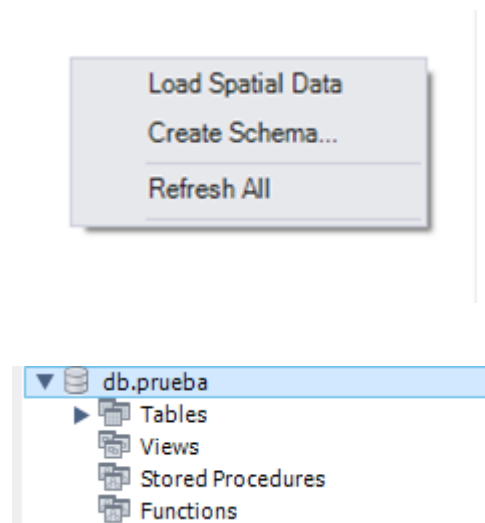 Load Spatial Data
Create Schema...
Refresh All
db.prueba
Tables
Views
Stored Procedures
Functions